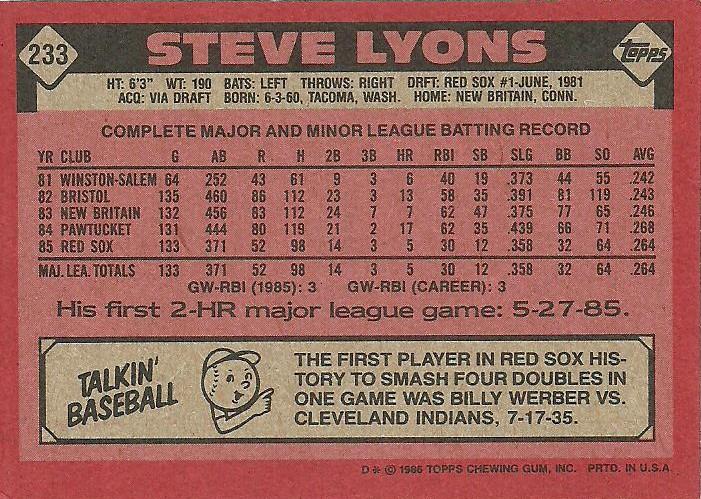 233
STEVE LYONS
topps
HT: 6'3" WT: 190 BATS: LEFT THROWS: RIGHT DRFT: RED SOX #1-JUNE, 1981
ACQ: VIA DRAFT BORN: 6-3-60, TACOMA, WASH. HOME: NEW BRITAIN, CONN.
COMPLETE MAJOR AND MINOR LEAGUE BATTING RECORD
YR CLUB G AB R H 2B 3B HR RBI SB SLG BB SO AVG
81 WINSTON-SALEM 64 252 43 61 9 3 6 40 19 .373 44 55 .242
82 BRISTOL 135 460 86 112 23 3 13 58 35 .391 81 119 .243
83 NEW BRITAIN 132 456 83 112 24 7 7 62 47 .375 77 65 .246
84 PAWTUCKET 131 444 80 119 21 2 17 62 35 .439 66 71 .268
85 RED SOX 133 371 52 98 14 3 5 30 12 .358 32 64 .264
MAJ. LEA. TOTALS 133 371 52 98 14 3 5 30 12 .358 32 64 .264
GW-RBI (1985): 3 GW-RBI (CAREER): 3
His first 2-HR major league game: 5-27-85.
TALKIN'
BASEBALL
THE FIRST PLAYER IN RED SOX HIS-
TORY TO SMASH FOUR DOUBLES IN
ONE GAME WAS BILLY WERBER VS.
CLEVELAND INDIANS, 7-17-35.
D* © 1986 TOPPS CHEWING GUM, INC. PRTD. IN U.S.A.